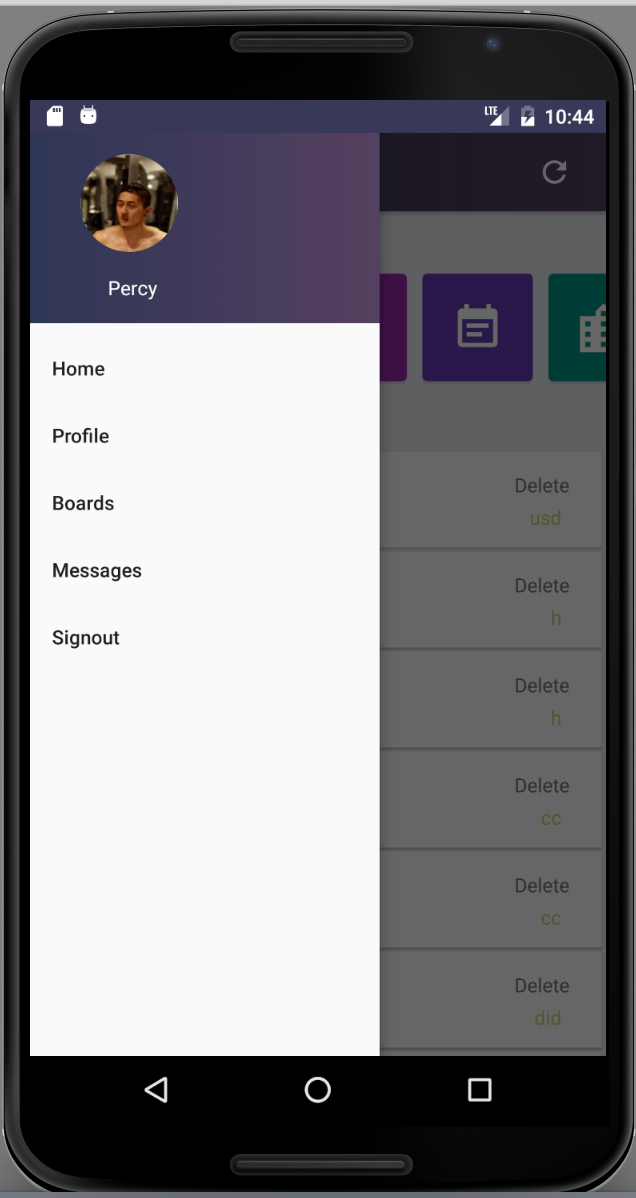 LTE 10:44
Percy
Home
Profile
Boards
Messages
Signout
Delete
usd
Delete
h
Delete
h
Delete
cc
Delete
cc
Delete
did